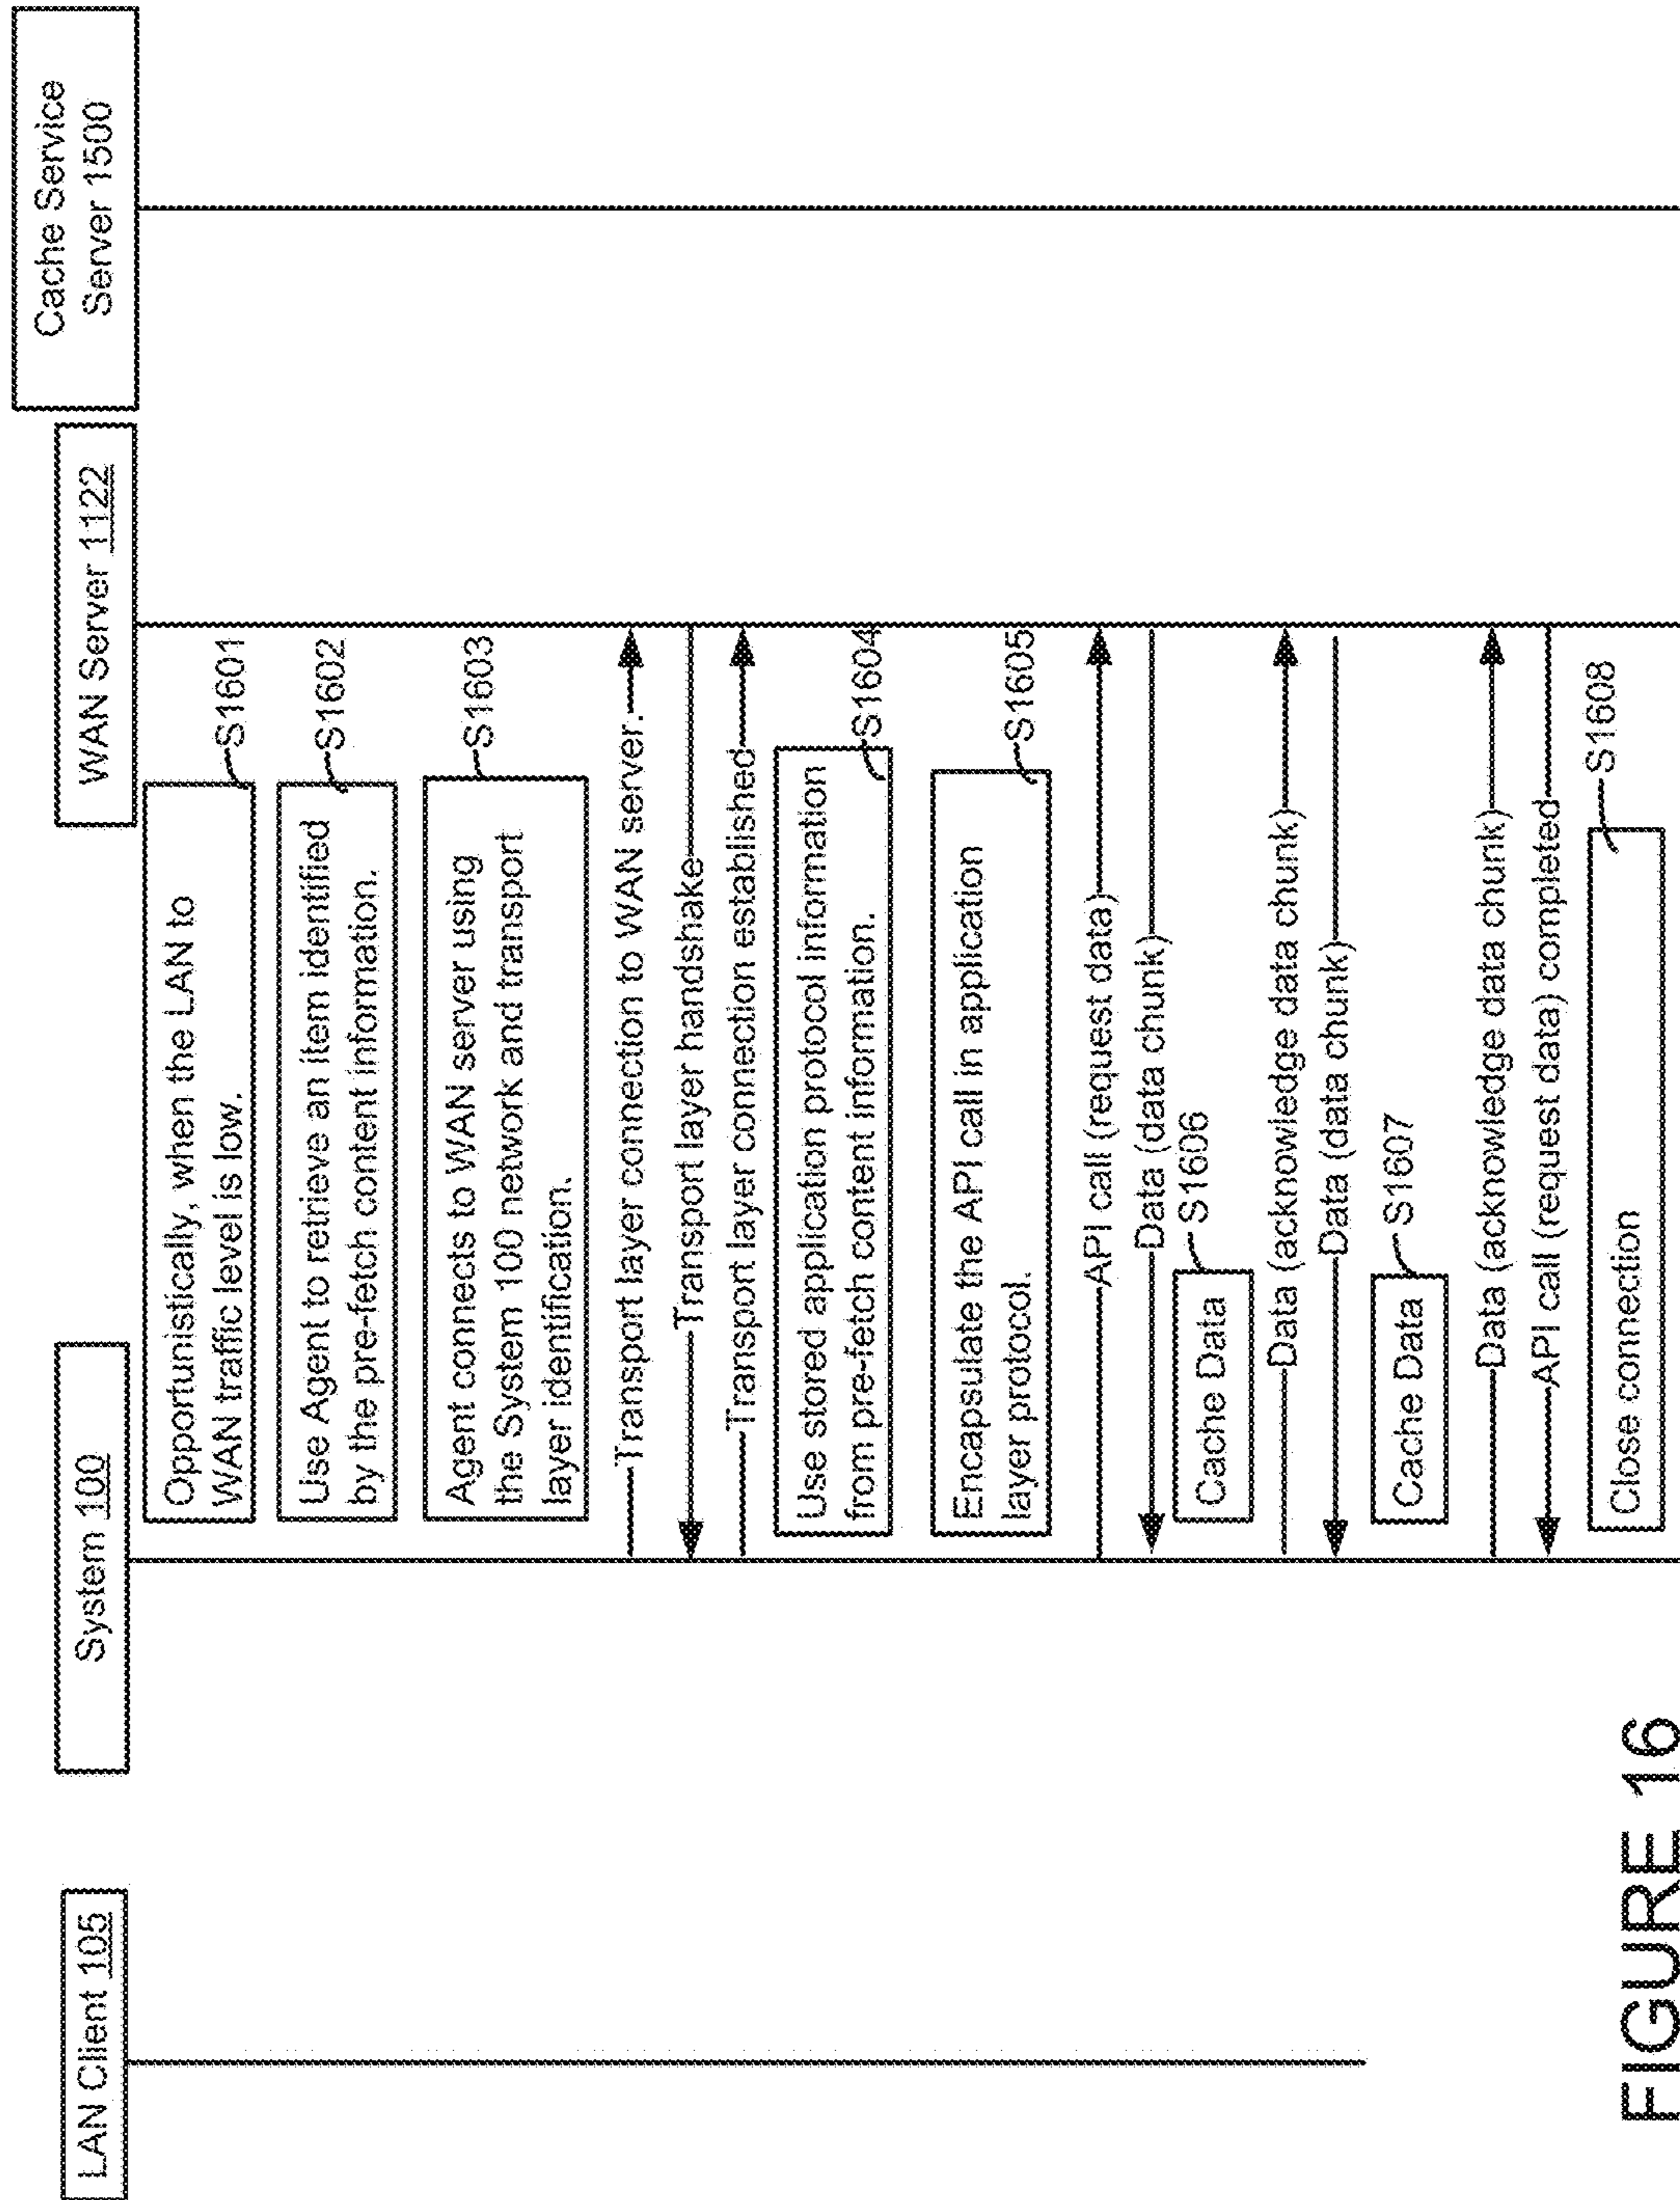 LAN Client 105
System 100
WAN Server 1122
Cache Service
Server 1500
Opportunistically, when the LAN to
WAN traffic level is low.
S1601
Use Agent to retrieve an item identified
by the pre-fetch content information.
S1602
Agent connects to WAN server using
the System 100 network and transport
layer identification.
S1603
Transport layer connection to WAN server.
Transport layer handshake
Transport layer connection established
Use stored application protocol information
from pre-fetch content information.
S1604
Encapsulate the API call in application
layer protocol.
S1605
API call (request data)
Data (data chunk)
Cache Data
S1606
Data (acknowledge data chunk)
Data (data chunk)
Cache Data
S1607
Data (acknowledge data chunk)
API call (request data) completed
Close connection
S1608
FIGURE 16